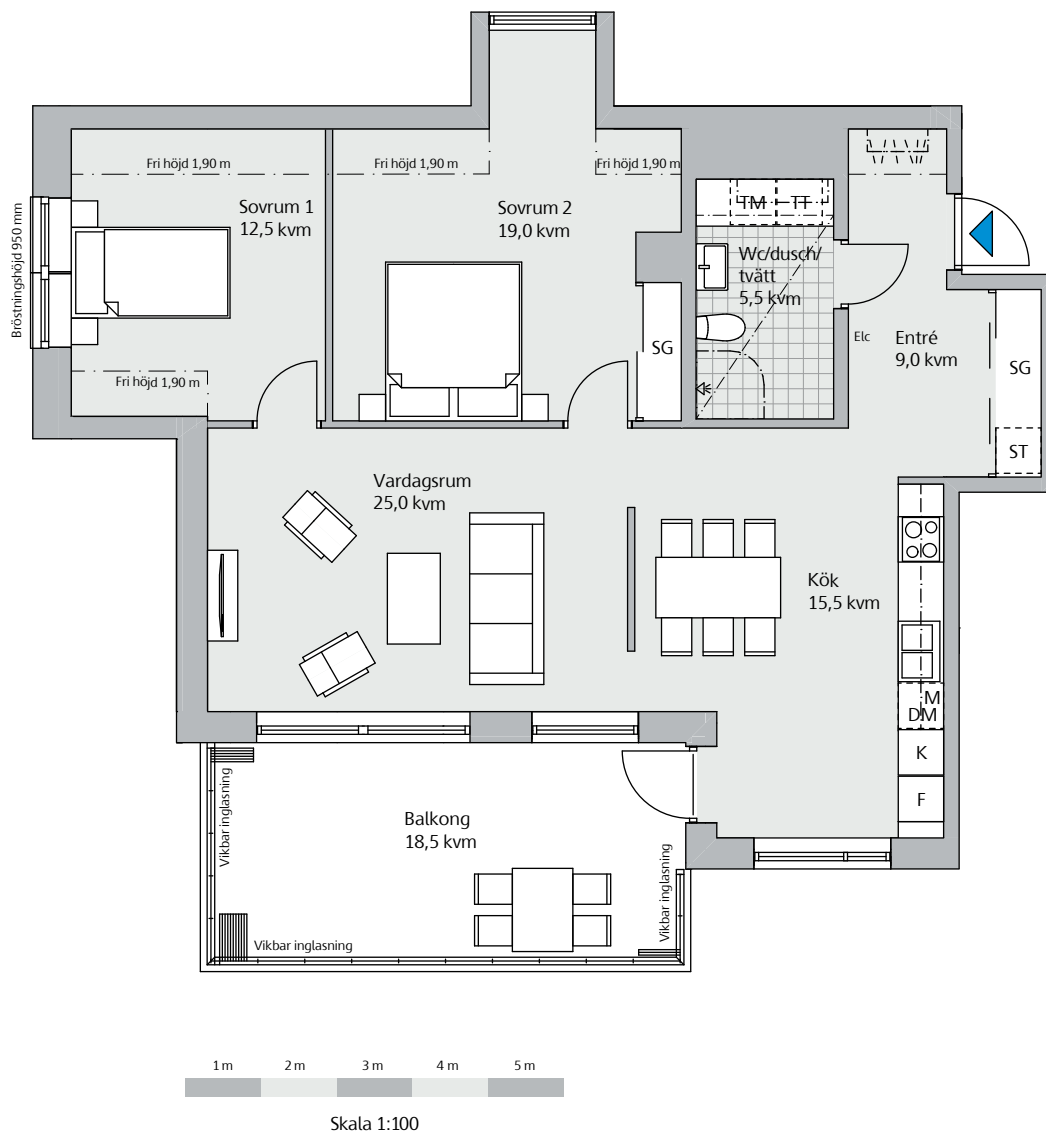 Fri höjd 1,90 m
Fri höjd 1,90 m
Fri höjd 1,90 m
Sovrum 1
12,5 kvm
Sovrum 2
19,0 kvm
TM
TT
Bröstningshöjd 950 mm
Wc/dusch/
tvätt
5,5 kvm
Elc
Entré
9,0 kvm
SG
SG
Fri höjd 1,90 m
ST
Vardagsrum
25,0 kvm
Kök
15,5 kvm
M
DM
K
F
Vikbar inglasning
Balkong
18,5 kvm
Vikbar inglasning
Vikbar inglasning
1 m
2 m
3 m
4 m
5 m
Skala 1:100